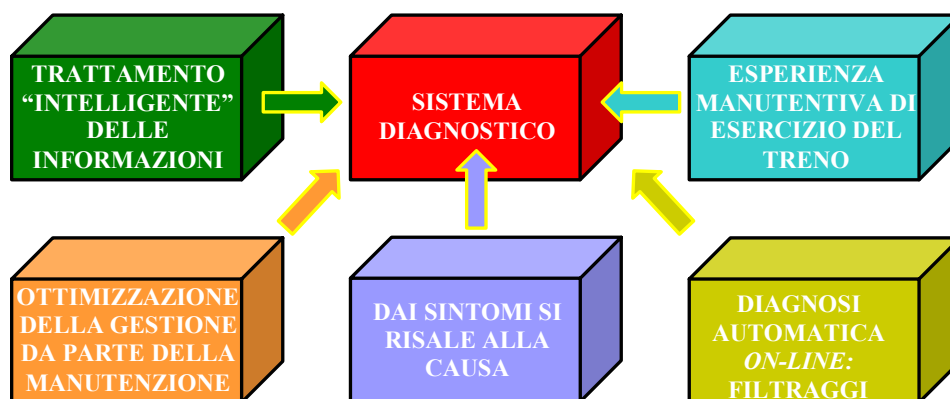 TRATTAMENTO
“INTELLIGENTE”
DELLE
INFORMAZIONI
SISTEMA
DIAGNOSTICO
ESPERIENZA
MANUTENTIVA DI
ESERCIZIO DEL
TRENO
OTTIMIZZAZIONE
DELLA GESTIONE
DA PARTE DELLA
MANUTENZIONE
DAI SINTOMI SI
RISALE ALLA
CAUSA
DIAGNOSI
AUTOMATICA
ON-LINE:
FILTRAGGI